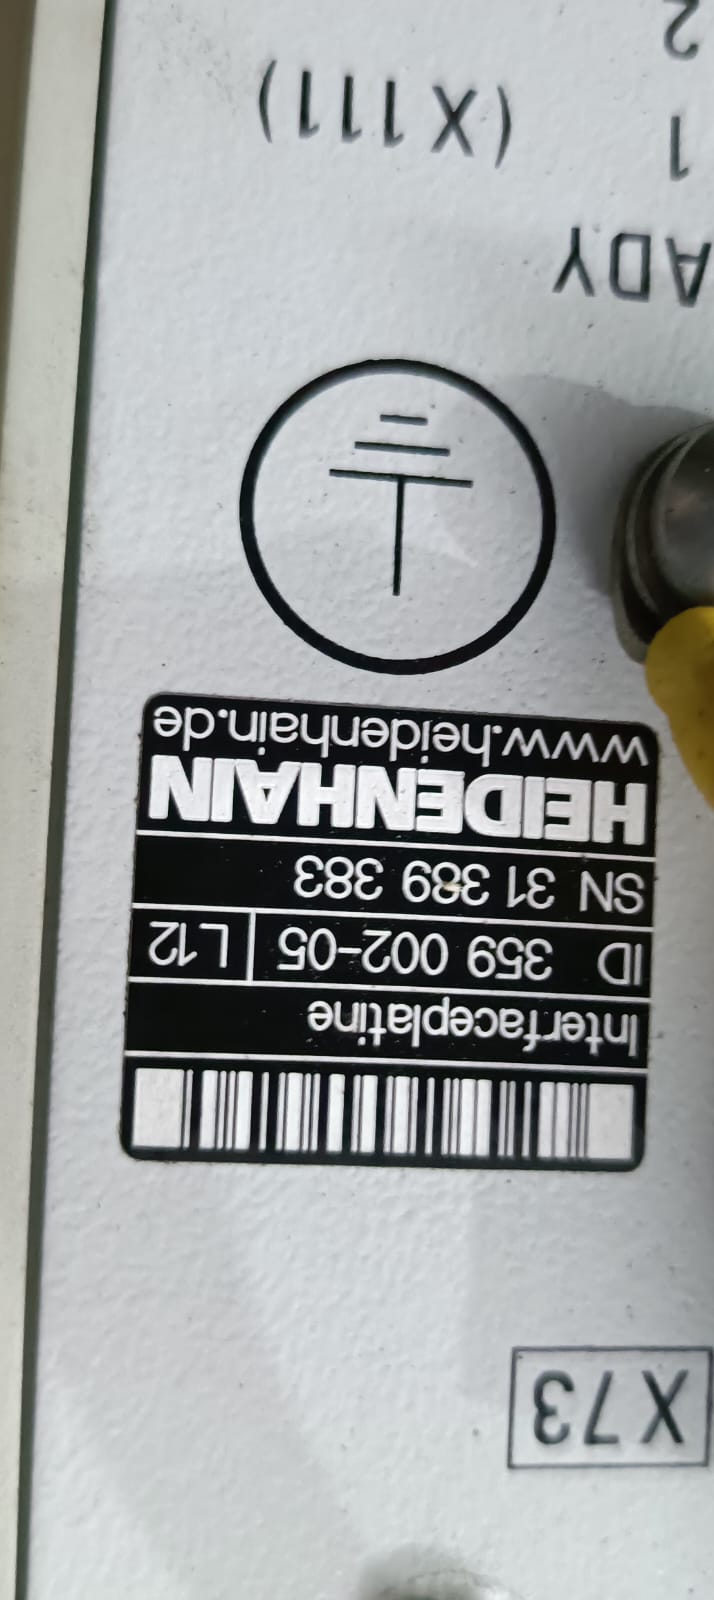 X73
Interfaceplatine
ID 359 002-05 L12
SN 31 389 383
HEIDENHAIN
www.heidenhain.de
ADY
1 (X111)
2